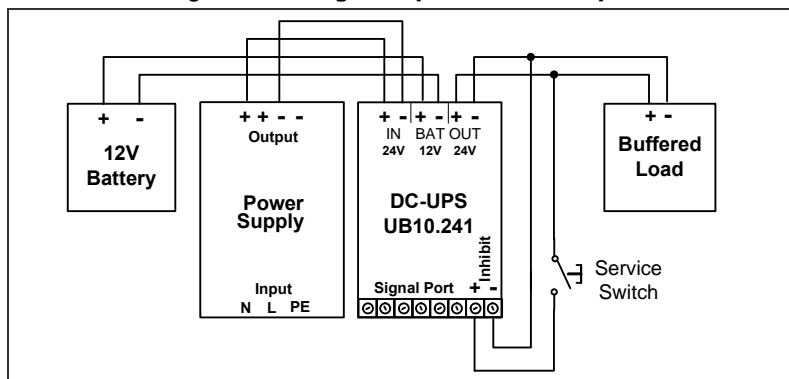 + -
12V
Battery
+ + - -
Output
Power
Supply
Input
N L PE
+ - + - + -
IN BAT OUT
24V 12V 24V
DC-UPS
UB10.241
Inhibit
Signal Port + -
+ -
Buffered
Load
Service
Switch